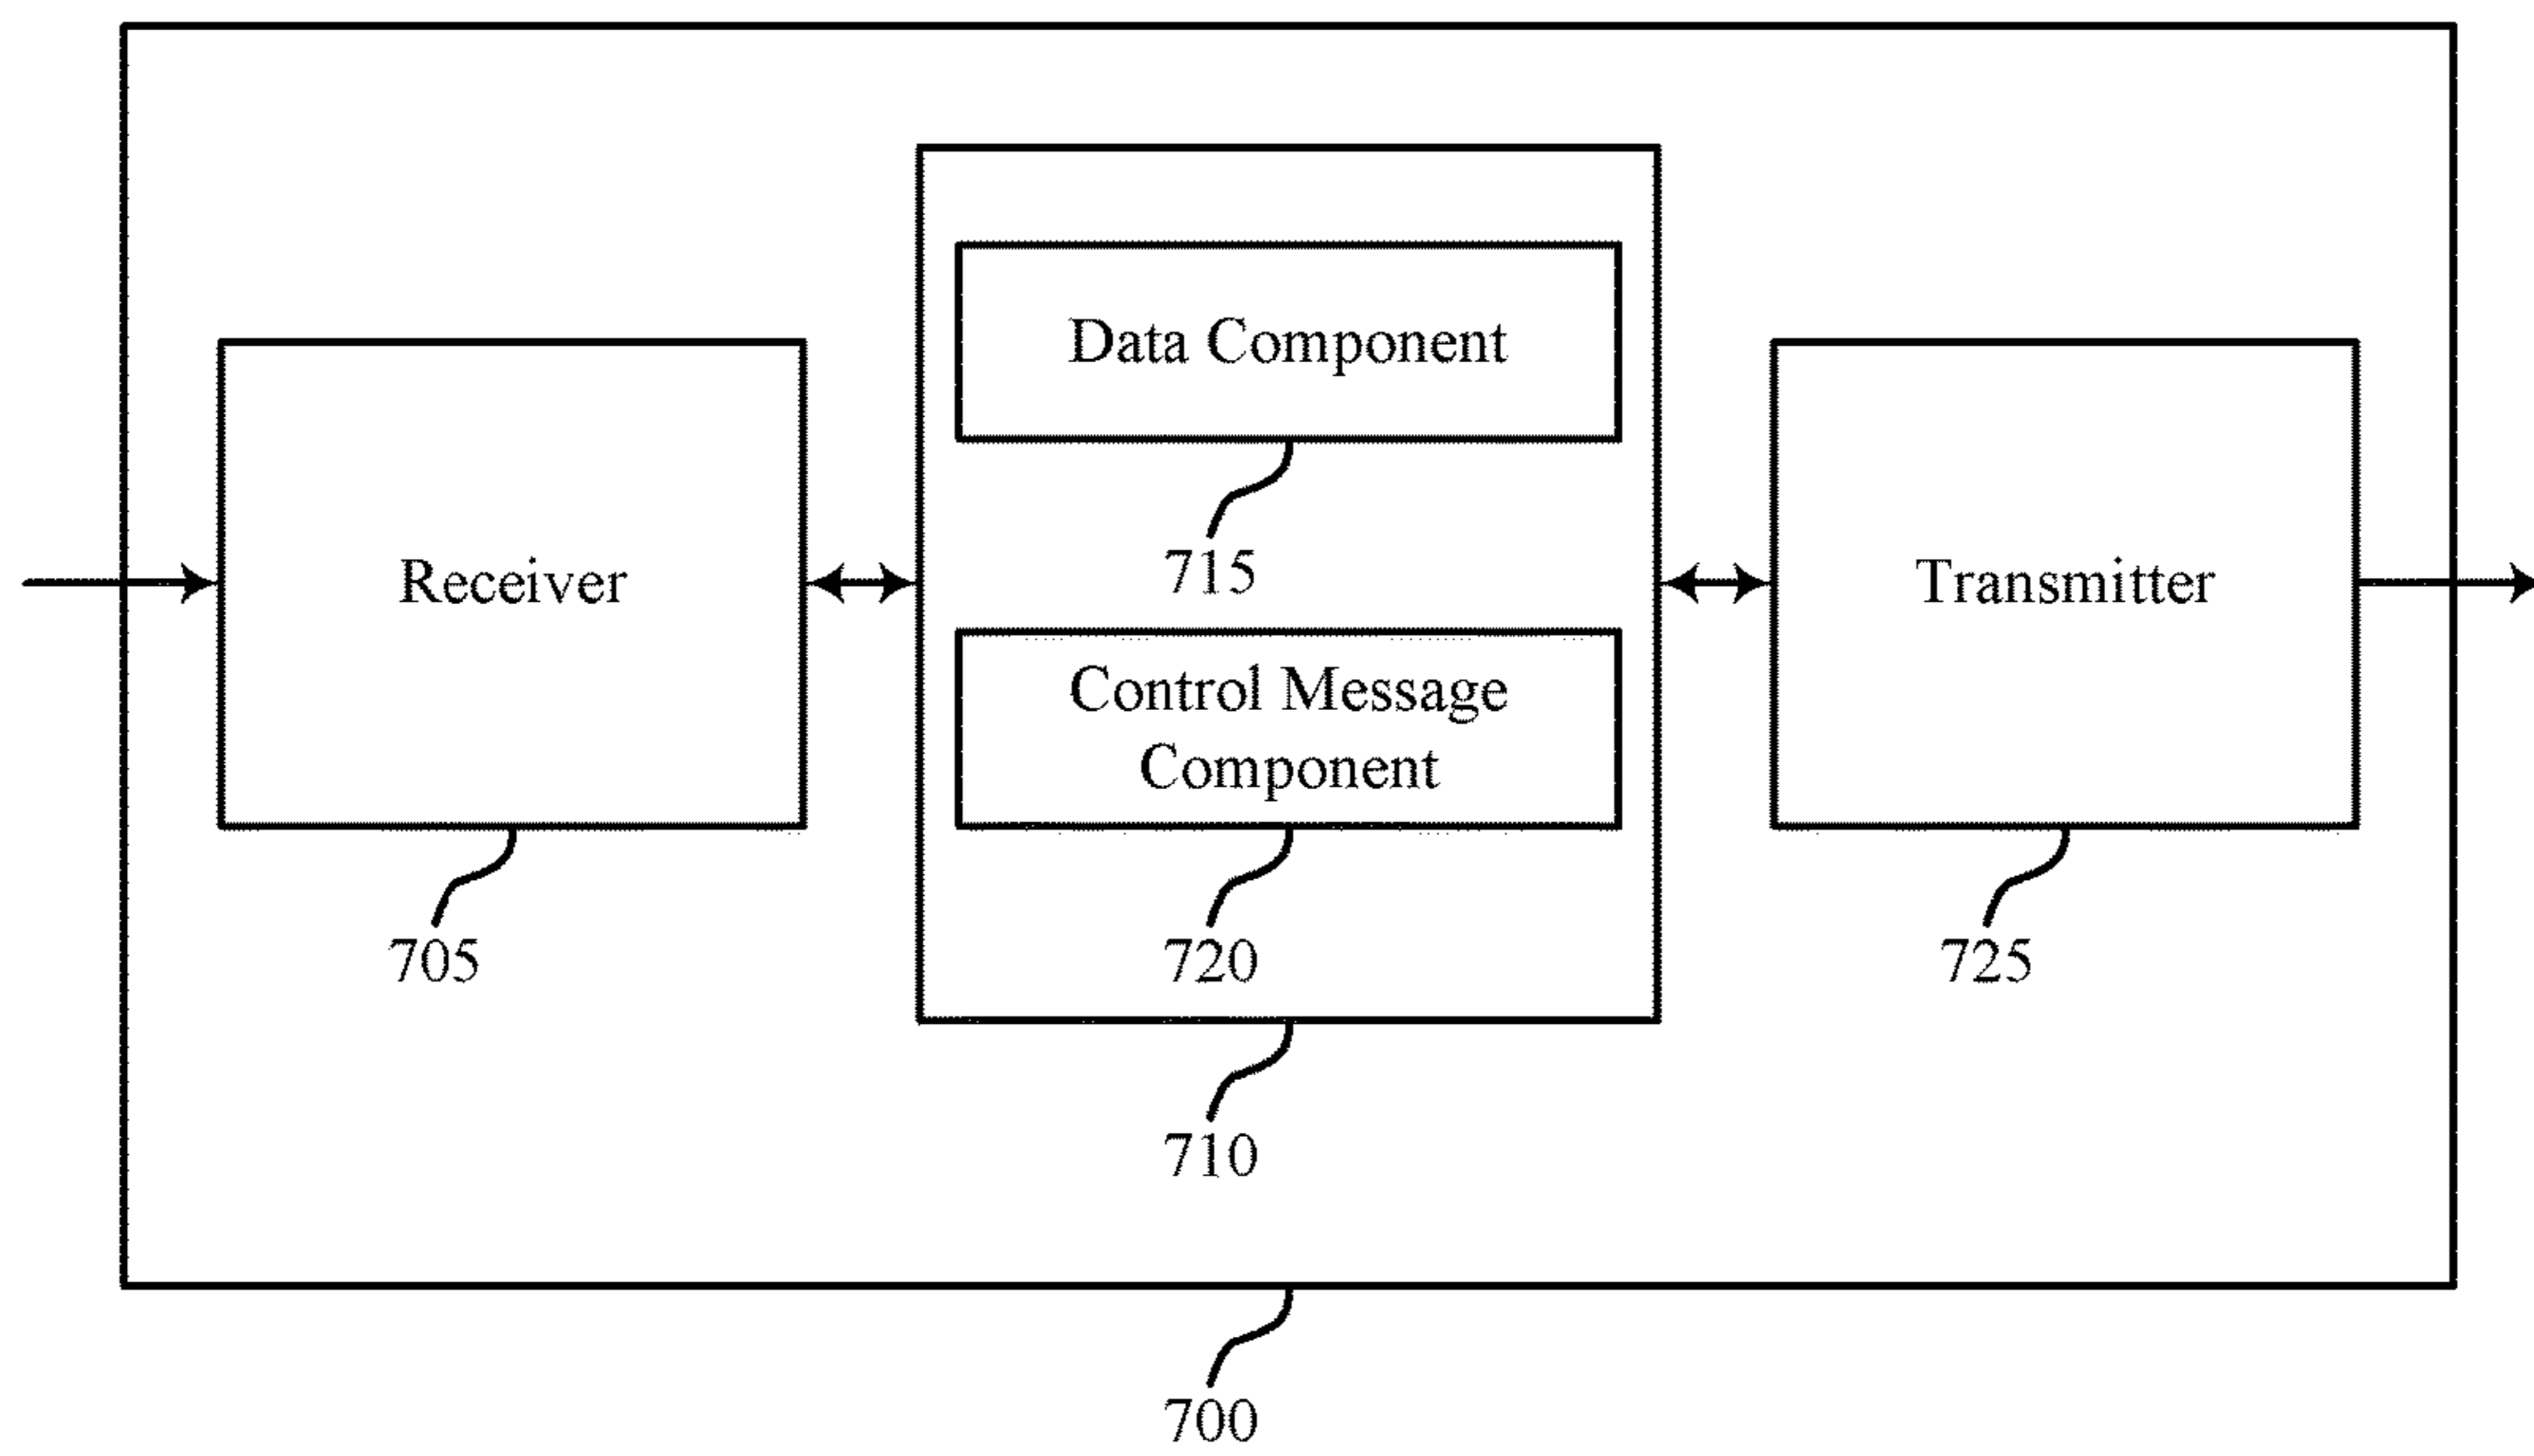 Data Component
715
Receiver
Transmitter
Control Message
Component
705
720
725
710
700